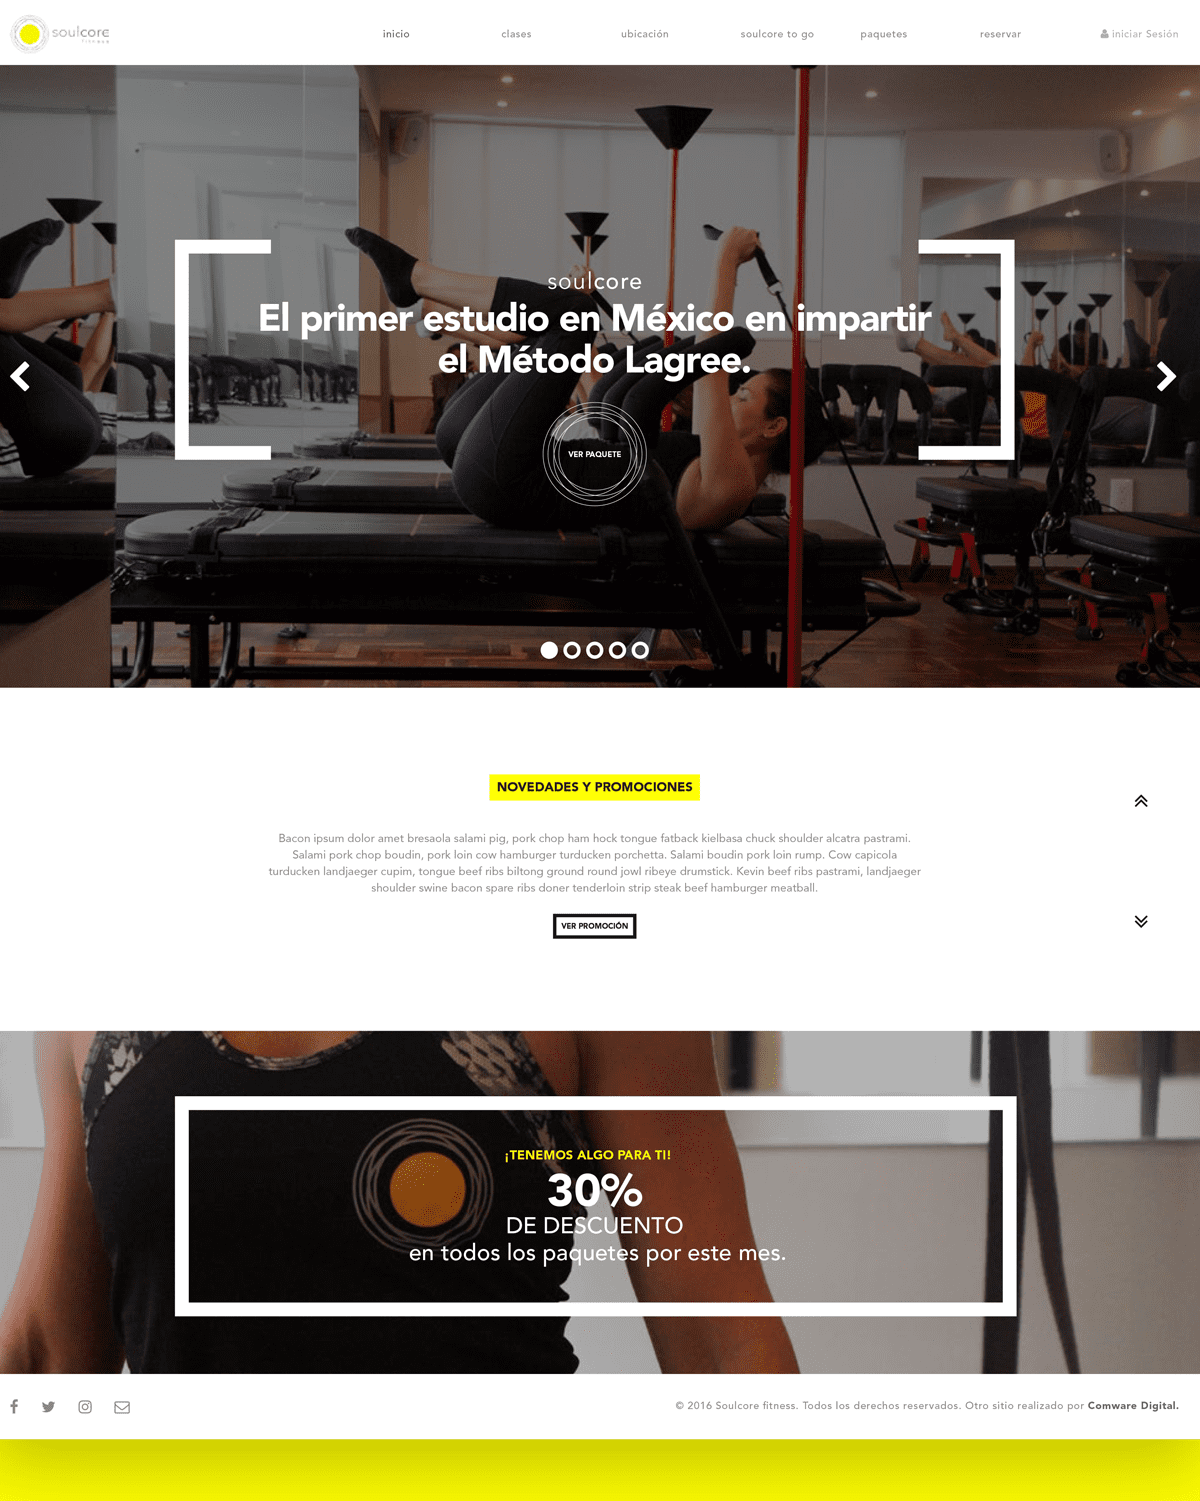 soulcore
fitness
inicio
clases
ubicación
soulcore to go
paquetes
reservar
iniciar Sesión
soulcore
El primer estudio en México en impartir
el Método Lagree.
VER PAQUETE
NOVEDADES Y PROMOCIONES
Bacon ipsum dolor amet bresaola salami pig, pork chop ham hock tongue fatback kielbasa chuck shoulder alcatra pastrami.
Salami pork chop boudin, pork loin cow hamburger turducken porchetta. Salami boudin pork loin rump. Cow capicola
turducken landjaeger cupim, tongue beef ribs biltong ground round jowl ribeye drumstick. Kevin beef ribs pastrami, landjaeger
shoulder swine bacon spare ribs doner tenderloin strip steak beef hamburger meatball.
VER PROMOCIÓN
¡TENEMOS ALGO PARA TI!
30%
DE DESCUENTO
en todos los paquetes por este mes.
© 2016 Soulcore fitness. Todos los derechos reservados. Otro sitio realizado por Comware Digital.